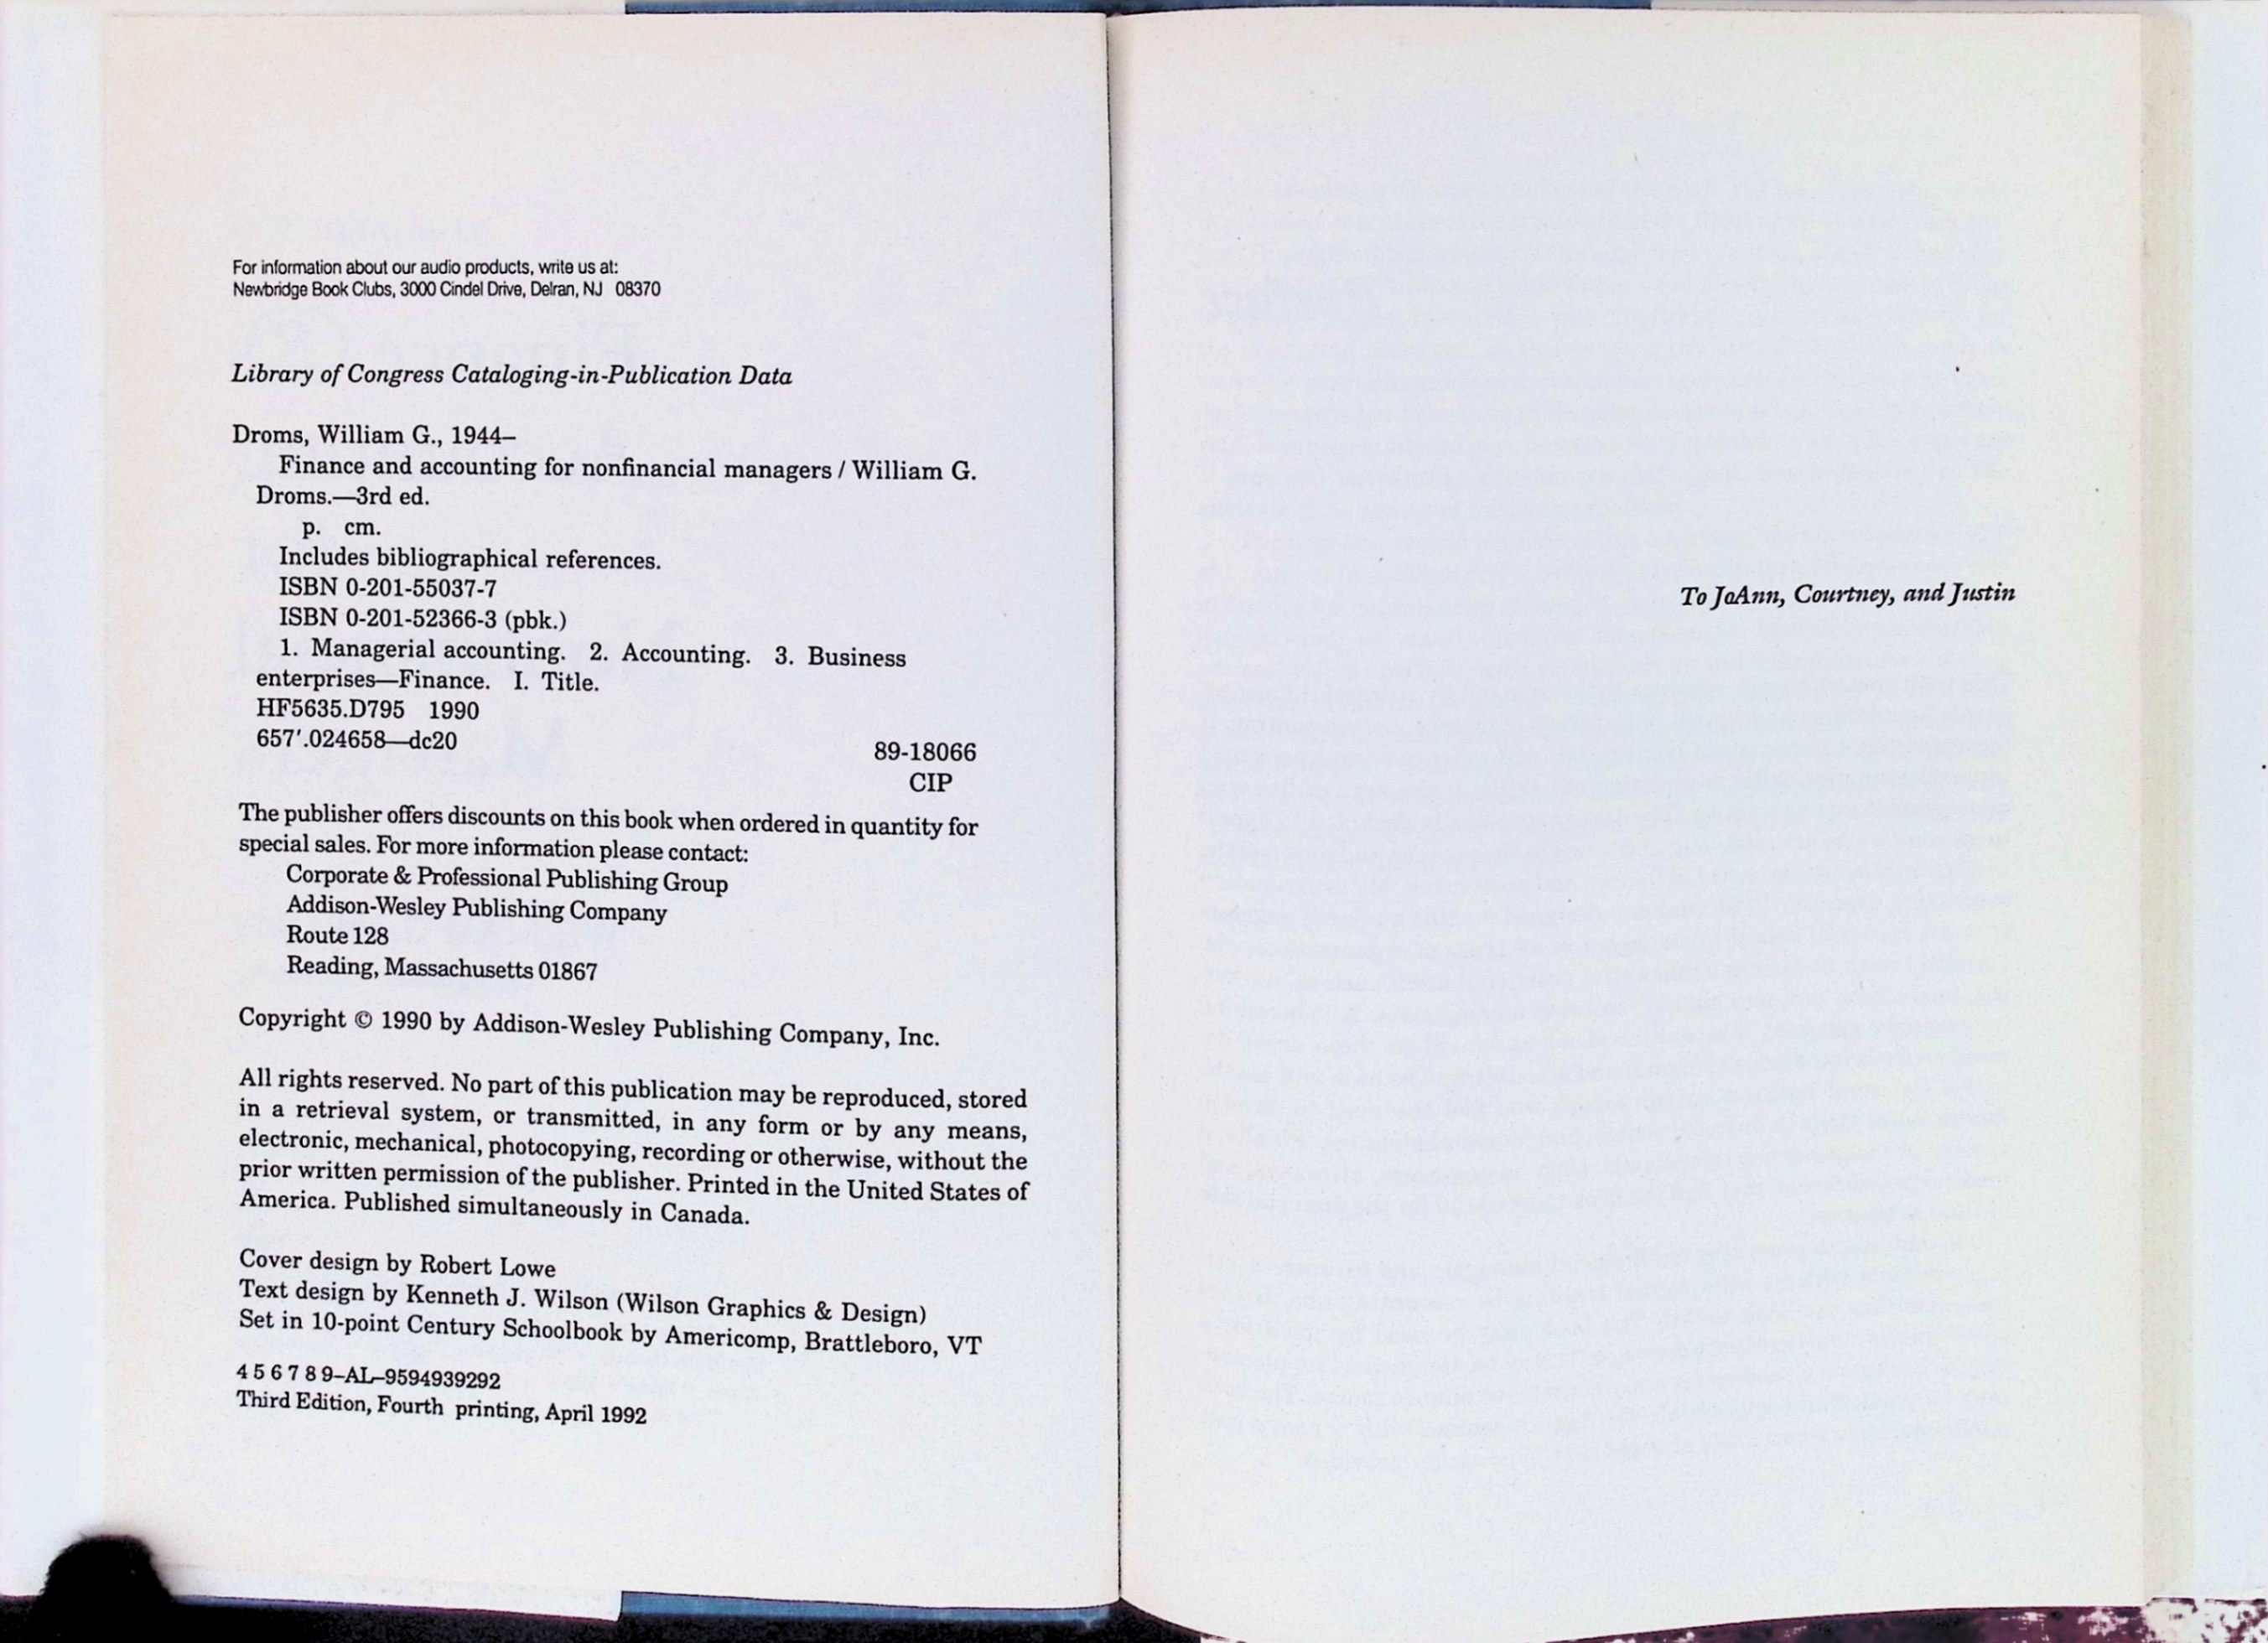 For information about our audio products, write us at:
Newbridge Book Clubs, 3000 Cindel Drive, Delran, NJ 08370
Library of Congress Cataloging-in-Publication Data
Droms, William G., 1944–
Finance and accounting for nonfinancial managers / William G.
Droms.—3rd ed.
p. cm.
Includes bibliographical references.
ISBN 0-201-55037-7
ISBN 0-201-52366-3 (pbk.)
1. Managerial accounting. 2. Accounting. 3. Business
enterprises—Finance. I. Title.
HF5635.D795 1990
657′.024658—dc20
89-18066
CIP
The publisher offers discounts on this book when ordered in quantity for
special sales. For more information please contact:
Corporate & Professional Publishing Group
Addison-Wesley Publishing Company
Route 128
Reading, Massachusetts 01867
Copyright © 1990 by Addison-Wesley Publishing Company, Inc.
All rights reserved. No part of this publication may be reproduced, stored
in a retrieval system, or transmitted, in any form or by any means,
electronic, mechanical, photocopying, recording or otherwise, without the
prior written permission of the publisher. Printed in the United States of
America. Published simultaneously in Canada.
Cover design by Robert Lowe
Text design by Kenneth J. Wilson (Wilson Graphics & Design)
Set in 10-point Century Schoolbook by Americomp, Brattleboro, VT
4 5 6 7 8 9–AL–9594939292
Third Edition, Fourth printing, April 1992
To JoAnn, Courtney, and Justin